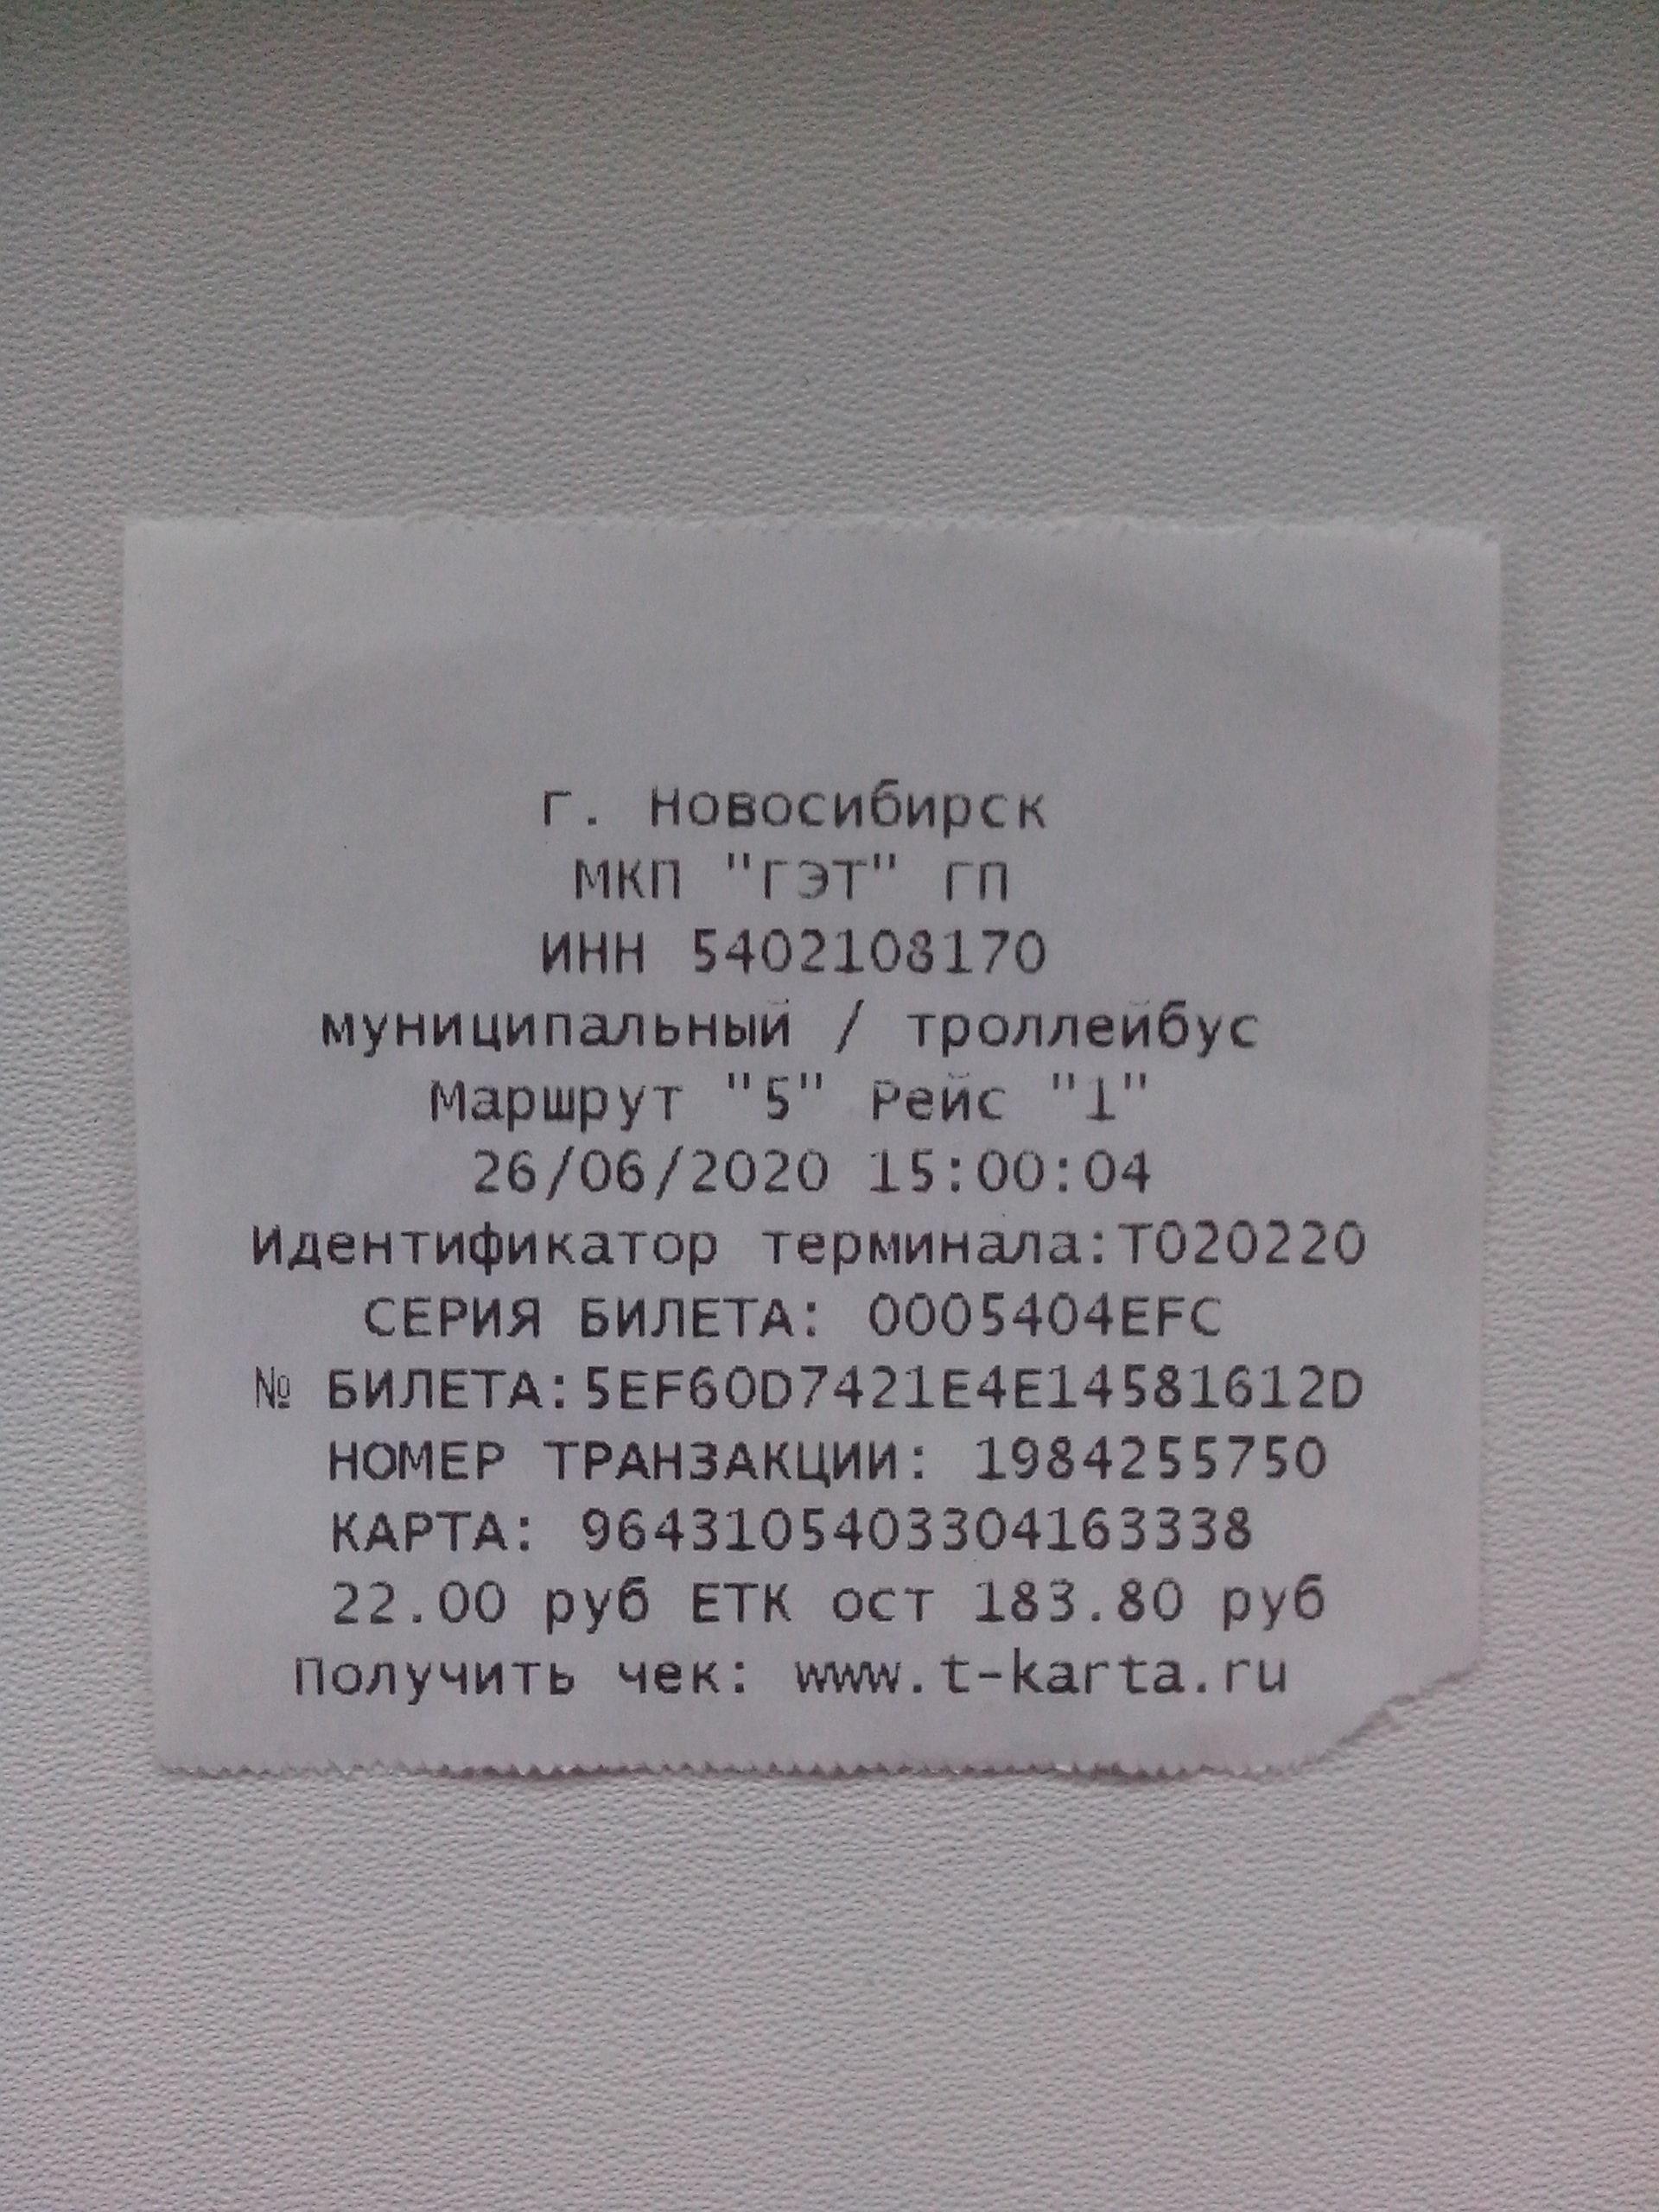 г. Новосибирск
МКП "ГЭТ" ГП
ИНН 5402108170
муниципальный / троллейбус
Маршрут "5" Рейс "1"
26/06/2020 15:00:04
Идентификатор терминала:Т020220
СЕРИЯ БИЛЕТА: 0005404EFC
№ БИЛЕТА:5EF60D7421E4E14581612D
НОМЕР ТРАНЗАКЦИИ: 1984255750
КАРТА: 9643105403304163338
22.00 руб ЕТК ост 183.80 руб
Получить чек: www.t-karta.ru